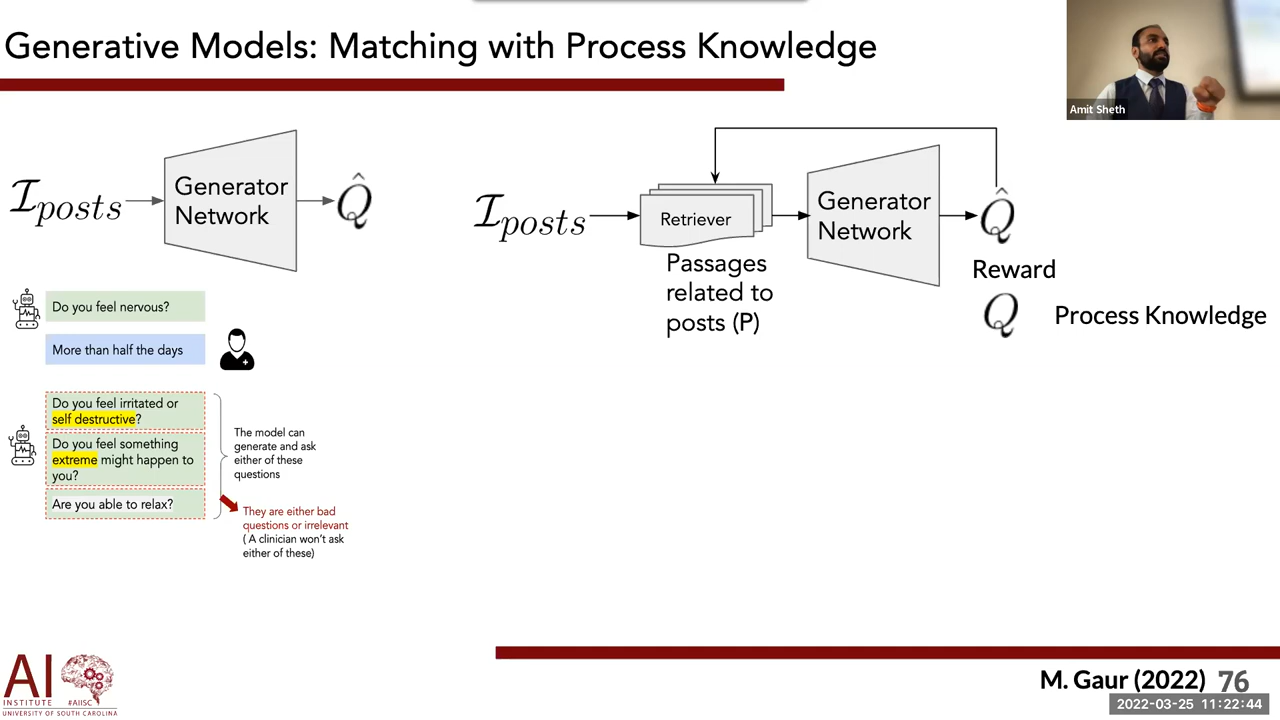 Generative Models: Matching with Process Knowledge
Amit Sheth
I posts
Generator
Network
Q̂
Do you feel nervous?
More than half the days
Do you feel irritated or
self destructive?
Do you feel something
extreme might happen to
you?
Are you able to relax?
The model can
generate and ask
either of these
questions
They are either bad
questions or irrelevant
( A clinician won't ask
either of these)
I posts
Retriever
Passages
related to
posts (P)
Generator
Network
Q̂
Reward
Q
Process Knowledge
AI
INSTITUTE #AIISC
UNIVERSITY OF SOUTH CAROLINA
M. Gaur (2022) 76
2022-03-25 11:22:44